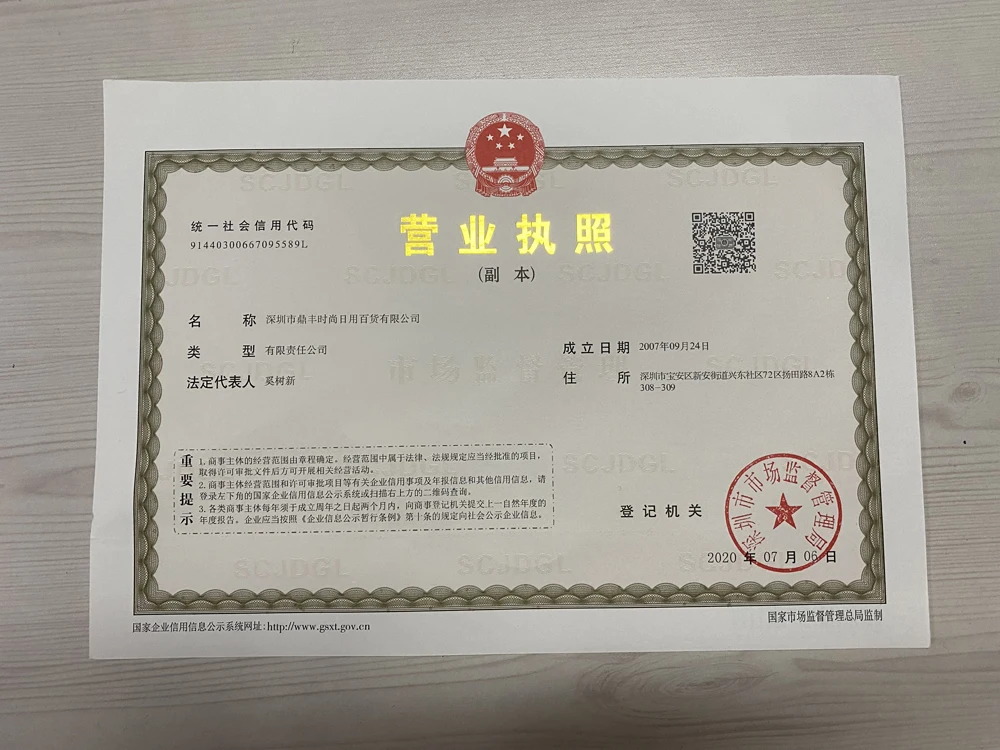 统一社会信用代码
91440300667095589L
营业执照
(副 本)
名 称 深圳市鼎丰时尚日用百货有限公司
类 型 有限责任公司
法定代表人 奚树新
成立日期 2007年09月24日
住 所 深圳市宝安区新安街道兴东社区72区扬田路8A2栋
308-309
重要提示
1.商事主体的经营范围由章程确定。经营范围中属于法律、法规规定应当经批准的项目，
取得许可审批文件后方可开展相关经营活动。
2.商事主体经营范围和许可审批项目等有关企业信用事项及年报信息和其他信用信息，请
登录左下角的国家企业信用信息公示系统或扫描右上方的二维码查询。
3.各类商事主体每年须于成立周年之日起两个月内，向商事登记机关提交上一自然年度的
年度报告。企业应当按照《企业信息公示暂行条例》第十条的规定向社会公示企业信息。
登记机关
深圳市市场监督管理局
2020 年 07 月 06 日
国家企业信用信息公示系统网址:http://www.gsxt.gov.cn
国家市场监督管理总局监制
SCJDGL
市场监督管理